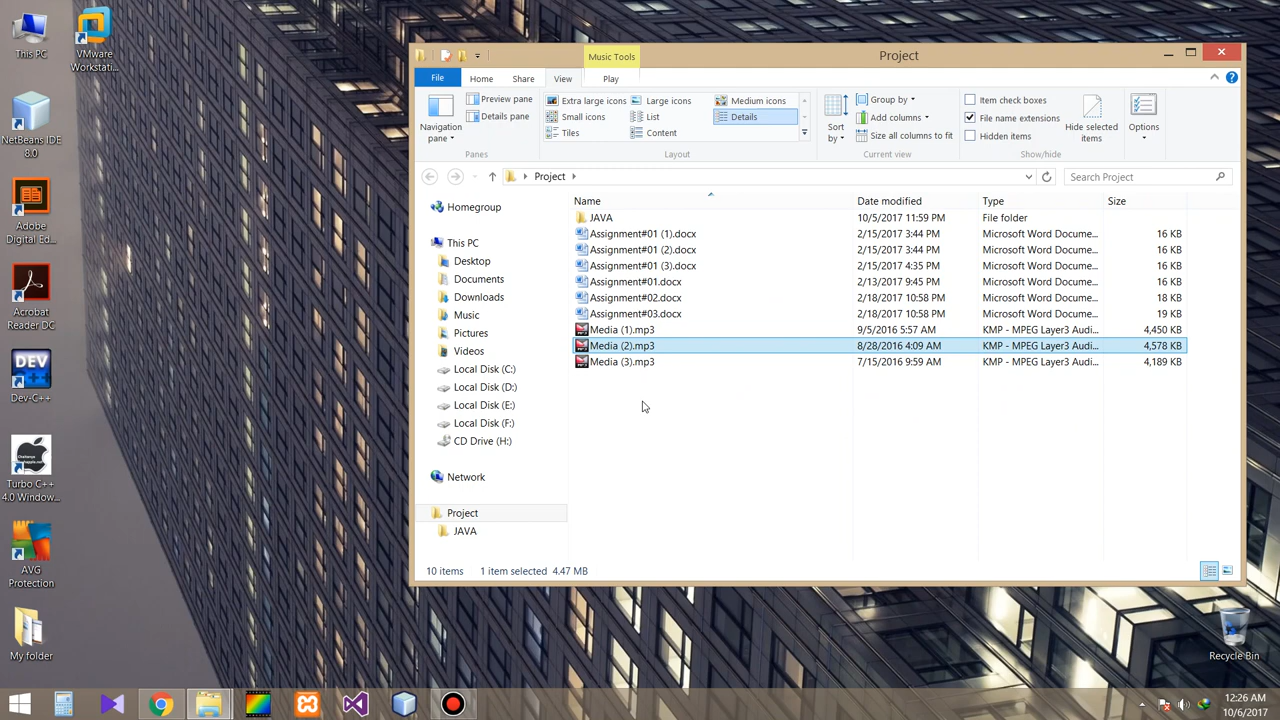 This PC
VMware
Workstati...
NetBeans IDE
8.0
Adobe
Digital Ed...
Acrobat
Reader DC
DEV
Dev-C++
Turbo C++
4.0 Window...
AVG
Protection
My folder
Music Tools
Project
File
Home
Share
View
Play
Navigation
pane
Preview pane
Details pane
Panes
Extra large icons
Large icons
Medium icons
Small icons
List
Details
Tiles
Content
Layout
Sort
by
Group by
Add columns
Size all columns to fit
Current view
Item check boxes
File name extensions
Hidden items
Hide selected
items
Show/hide
Options
Project
Search Project
Homegroup
This PC
Desktop
Documents
Downloads
Music
Pictures
Videos
Local Disk (C:)
Local Disk (D:)
Local Disk (E:)
Local Disk (F:)
CD Drive (H:)
Network
Project
JAVA
Name Date modified Type Size
JAVA 10/5/2017 11:59 PM File folder
Assignment#01 (1).docx 2/15/2017 3:44 PM Microsoft Word Docume... 16 KB
Assignment#01 (2).docx 2/15/2017 3:44 PM Microsoft Word Docume... 16 KB
Assignment#01 (3).docx 2/15/2017 4:35 PM Microsoft Word Docume... 16 KB
Assignment#01.docx 2/13/2017 9:45 PM Microsoft Word Docume... 16 KB
Assignment#02.docx 2/18/2017 10:58 PM Microsoft Word Docume... 18 KB
Assignment#03.docx 2/18/2017 10:58 PM Microsoft Word Docume... 19 KB
Media (1).mp3 9/5/2016 5:57 AM KMP - MPEG Layer3 Audi... 4,450 KB
Media (2).mp3 8/28/2016 4:09 AM KMP - MPEG Layer3 Audi... 4,578 KB
Media (3).mp3 7/15/2016 9:59 AM KMP - MPEG Layer3 Audi... 4,189 KB
10 items 1 item selected 4.47 MB
Recycle Bin
12:26 AM
10/6/2017